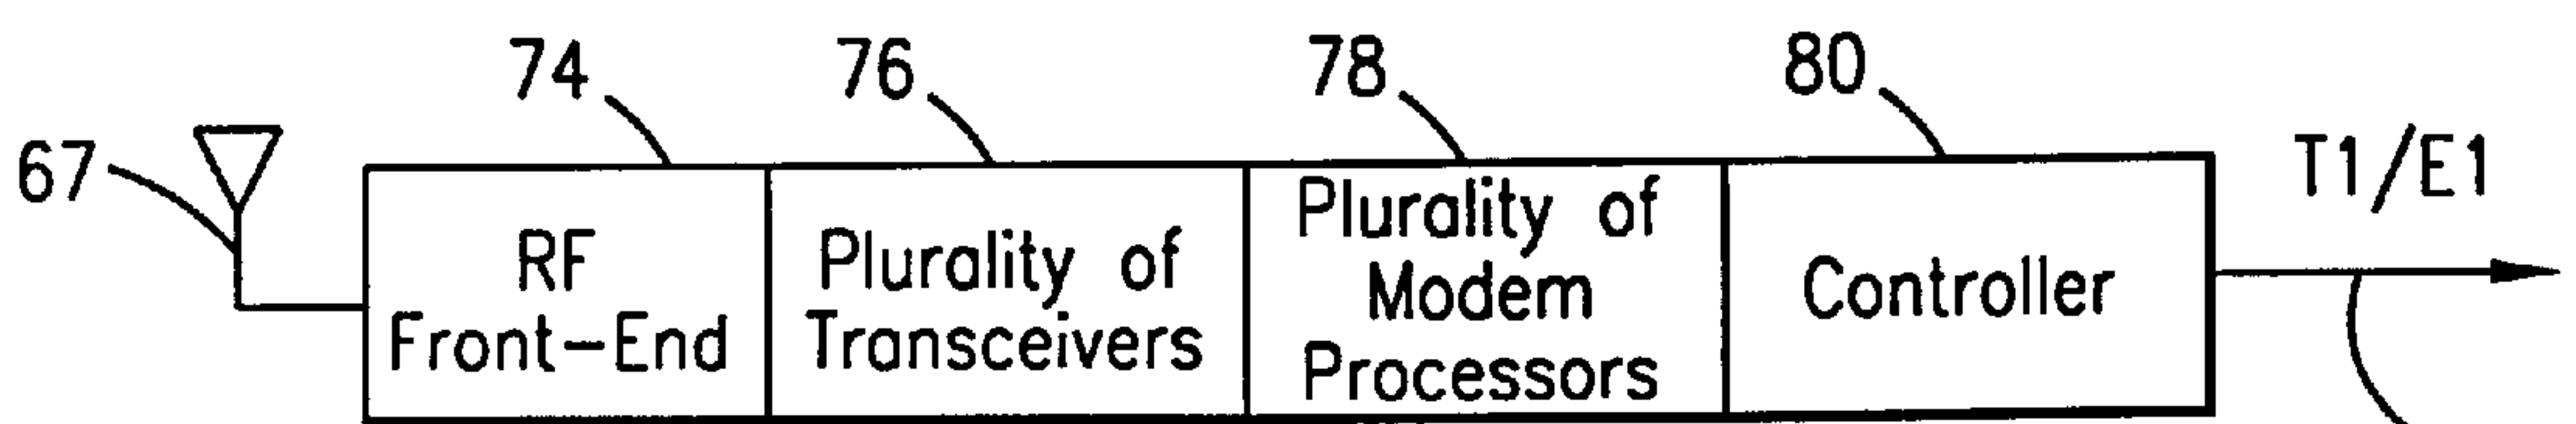 74
76
78
80
67
T1/E1
RF
Front-End
Plurality of
Transceivers
Plurality of
Modem
Processors
Controller